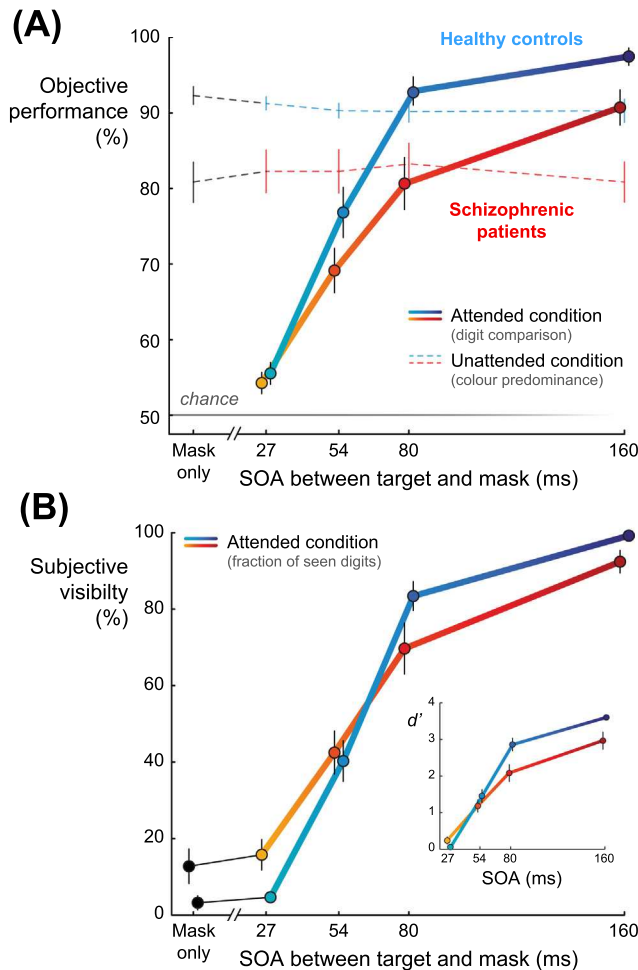 (A)
Objective
performance
(%)
100
90
80
70
60
50
Healthy controls
Schizophrenic
patients
Attended condition
(digit comparison)
Unattended condition
(colour predominance)
chance
Mask
only
27
54
80
160
SOA between target and mask (ms)
(B)
Subjective
visibilty
(%)
100
80
60
40
20
0
Attended condition
(fraction of seen digits)
d'
4
3
2
1
0
27
54
80
160
SOA (ms)
Mask
only
27
54
80
160
SOA between target and mask (ms)